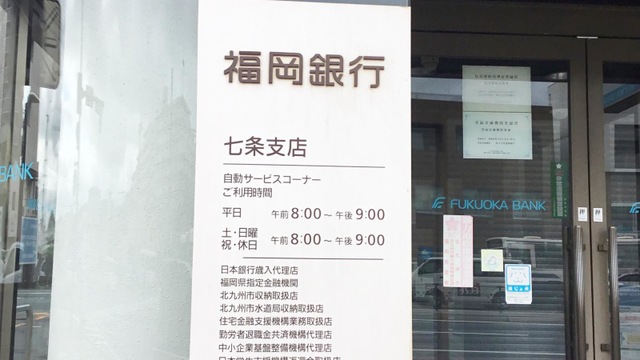 福岡銀行
七条支店
自動サービスコーナー
ご利用時間
平日 午前 8:00~ 午後 9:00
土・日曜
祝・休日 午前 8:00~ 午後 9:00
日本銀行歳入代理店
福岡県指定金融機関
北九州市収納取扱店
北九州市水道局収納取扱店
住宅金融支援機構業務取扱店
勤労者退職金共済機構代理店
中小企業基盤整備機構代理店
BANK
FUKUOKA BANK
押
押